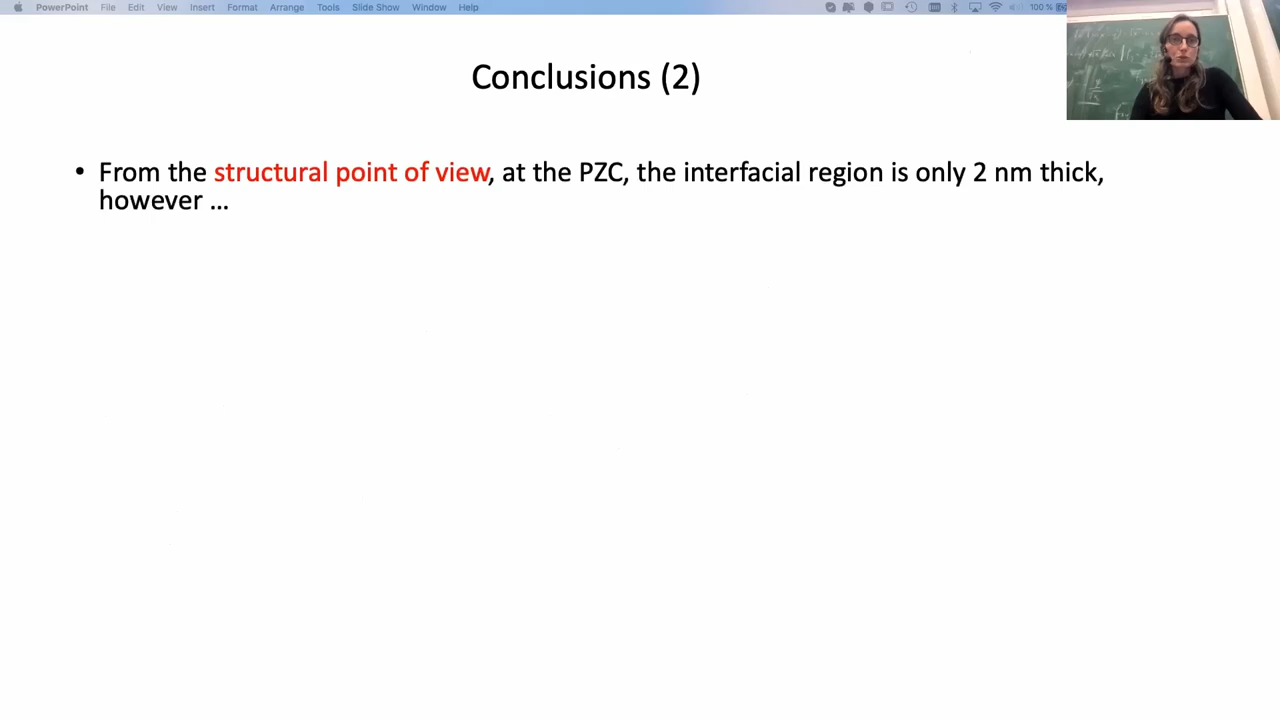 PowerPoint File Edit View Insert Format Arrange Tools Slide Show Window Help 100 %
Conclusions (2)
• From the structural point of view, at the PZC, the interfacial region is only 2 nm thick,
however ...